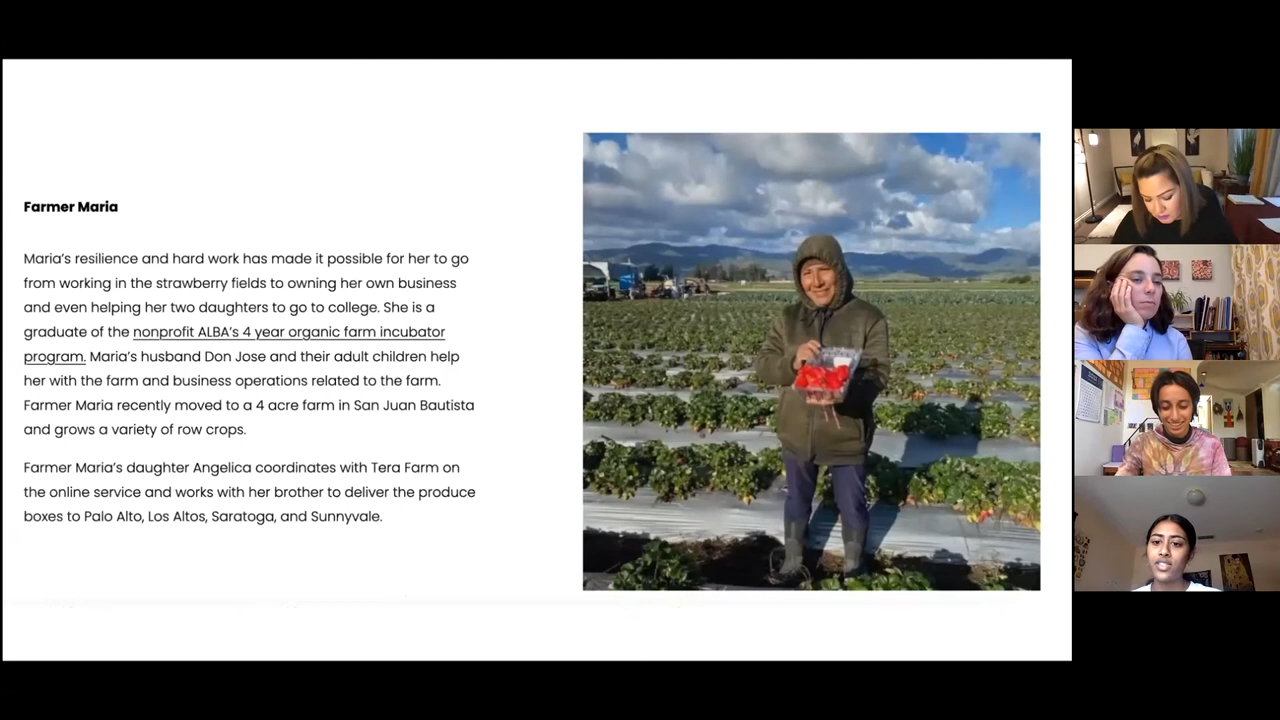 Farmer Maria
Maria's resilience and hard work has made it possible for her to go
from working in the strawberry fields to owning her own business
and even helping her two daughters to go to college. She is a
graduate of the nonprofit ALBA's 4 year organic farm incubator
program. Maria's husband Don Jose and their adult children help
her with the farm and business operations related to the farm.
Farmer Maria recently moved to a 4 acre farm in San Juan Bautista
and grows a variety of row crops.
Farmer Maria's daughter Angelica coordinates with Tera Farm on
the online service and works with her brother to deliver the produce
boxes to Palo Alto, Los Altos, Saratoga, and Sunnyvale.